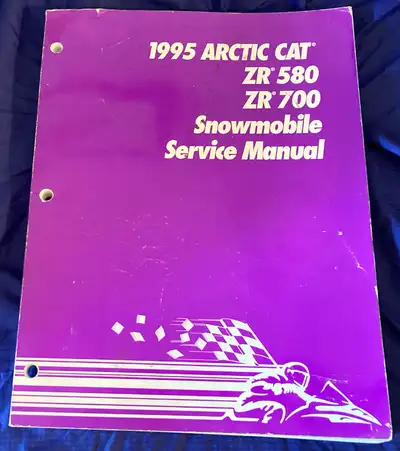 1995 ARCTIC CAT®
ZR® 580
ZR® 700
Snowmobile
Service Manual